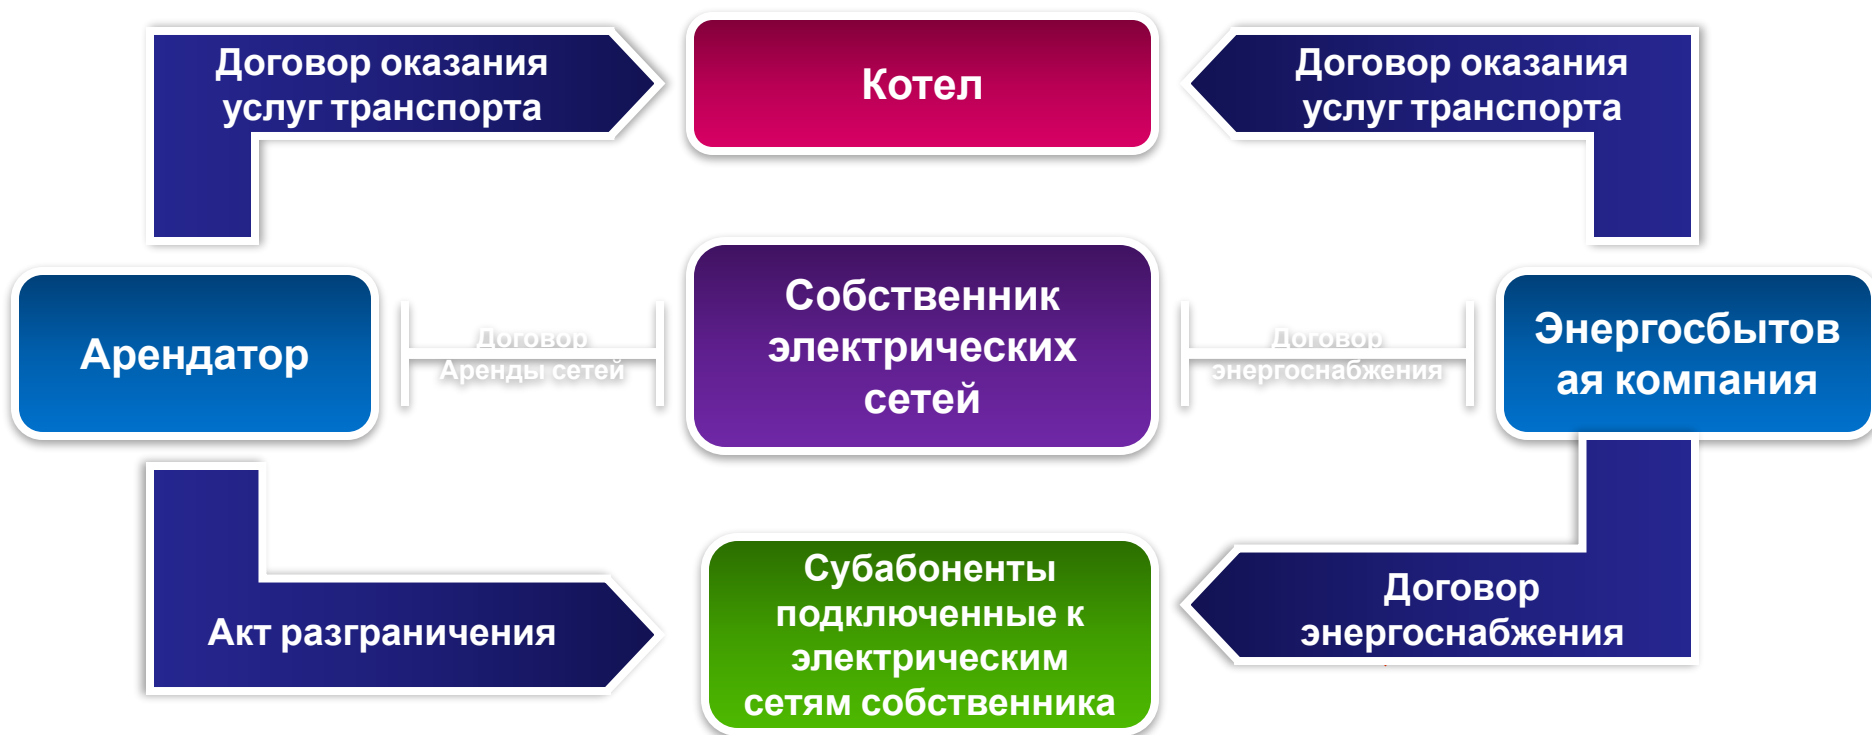 Договор оказания
услуг транспорта
Котел
Договор оказания
услуг транспорта
Арендатор
Договор
Аренды сетей
Собственник
электрических
сетей
Договор
энергоснабжения
Энергосбытов
ая компания
Акт разграничения
Субабоненты
подключенные к
электрическим
сетям собственника
Договор
энергоснабжения